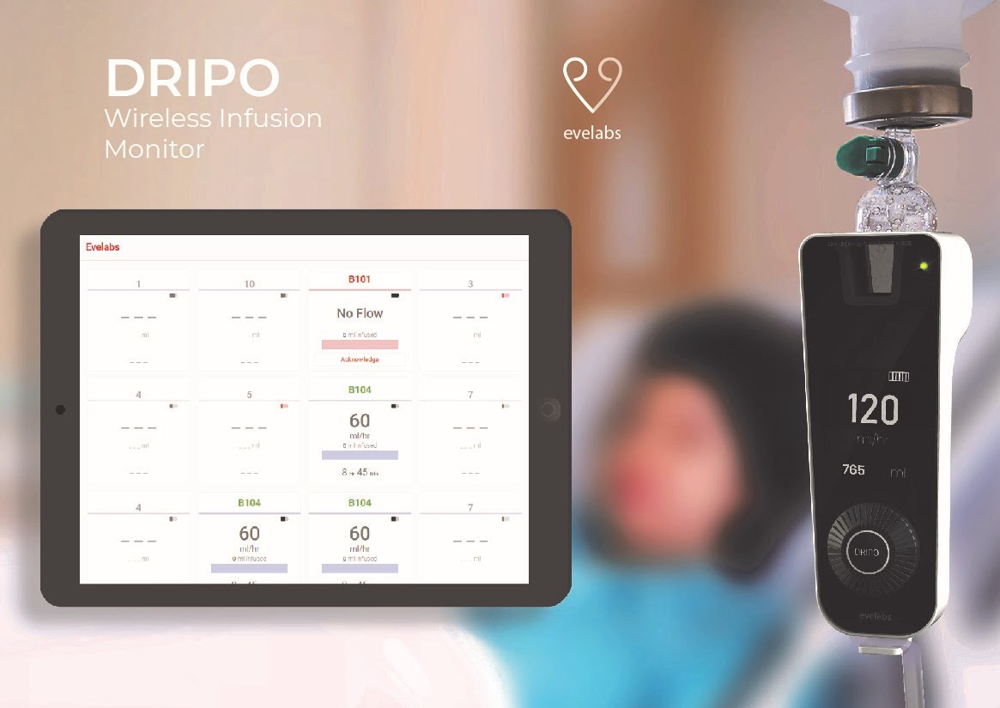 DRIPO
Wireless Infusion
Monitor
evelabs
Evelabs
1
10
B101
3
No Flow
ml
ml
0 ml infused
ml
Acknowledge
4
5
B104
7
60
ml/hr
ml
ml
0 ml infused
ml
8 Hr 45 Min
4
B104
B104
7
60
60
ml/hr
ml/hr
ml
0 ml infused
0 ml infused
ml
120
ml/hr
765 ml
DRIPO
evelabs